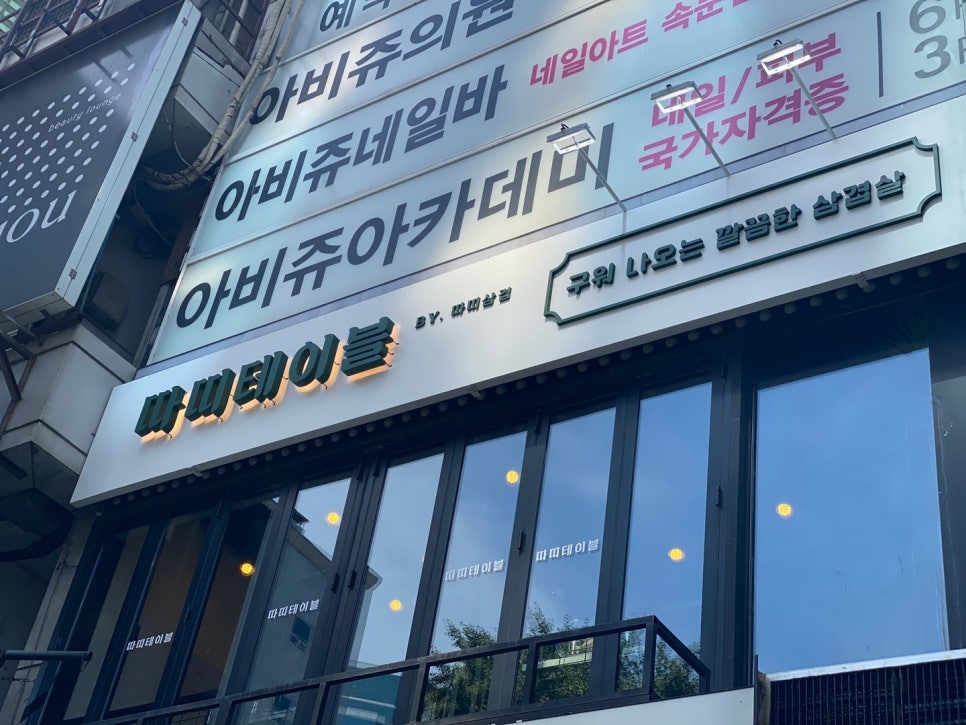 아비쥬의원
아비쥬네일바 네일아트 속눈
아비쥬아카데미 네일/피부
국가자격증
beauty lounge
you
구워 나오는 깔끔한 삼겹살
따띠테이블 BY. 따띠삼겹
따띠테이블
따띠테이블
따띠테이블
따띠테이블